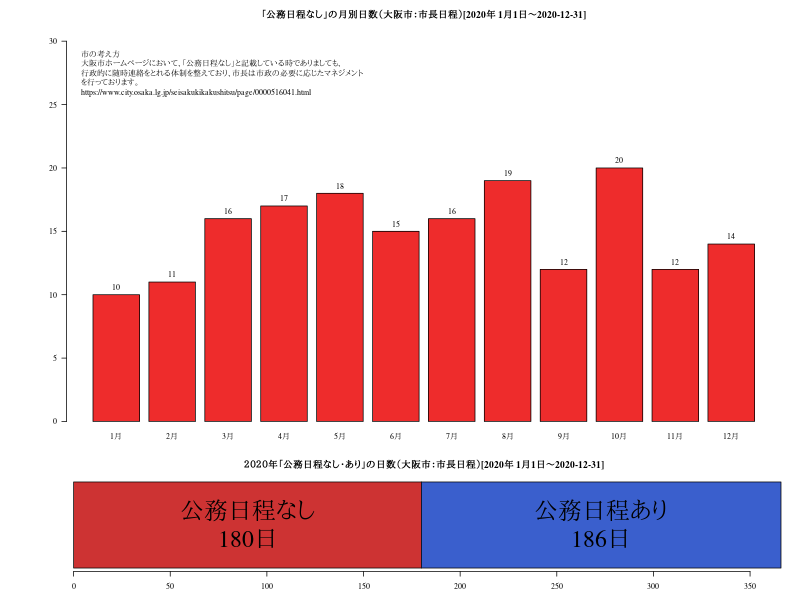 「公務日程なし」の月別日数(大阪市:市長日程)[2020年 1月1日〜2020-12-31]
30
市の考え方
大阪市ホームページにおいて、「公務日程なし」と記載している時でありましても、
行政的に随時連絡をとれる体制を整えており、市長は市政の必要に応じたマネジメント
を行っております。
https://www.city.osaka.lg.jp/seisakukikakushitsu/page/0000516041.html
25
20
15
10
5
0
10 11 16 17 18 15 16 19 12 20 12 14
1月 2月 3月 4月 5月 6月 7月 8月 9月 10月 11月 12月
2020年「公務日程なし・あり」の日数(大阪市:市長日程)[2020年 1月1日〜2020-12-31]
公務日程なし
180日
公務日程あり
186日
0 50 100 150 200 250 300 350